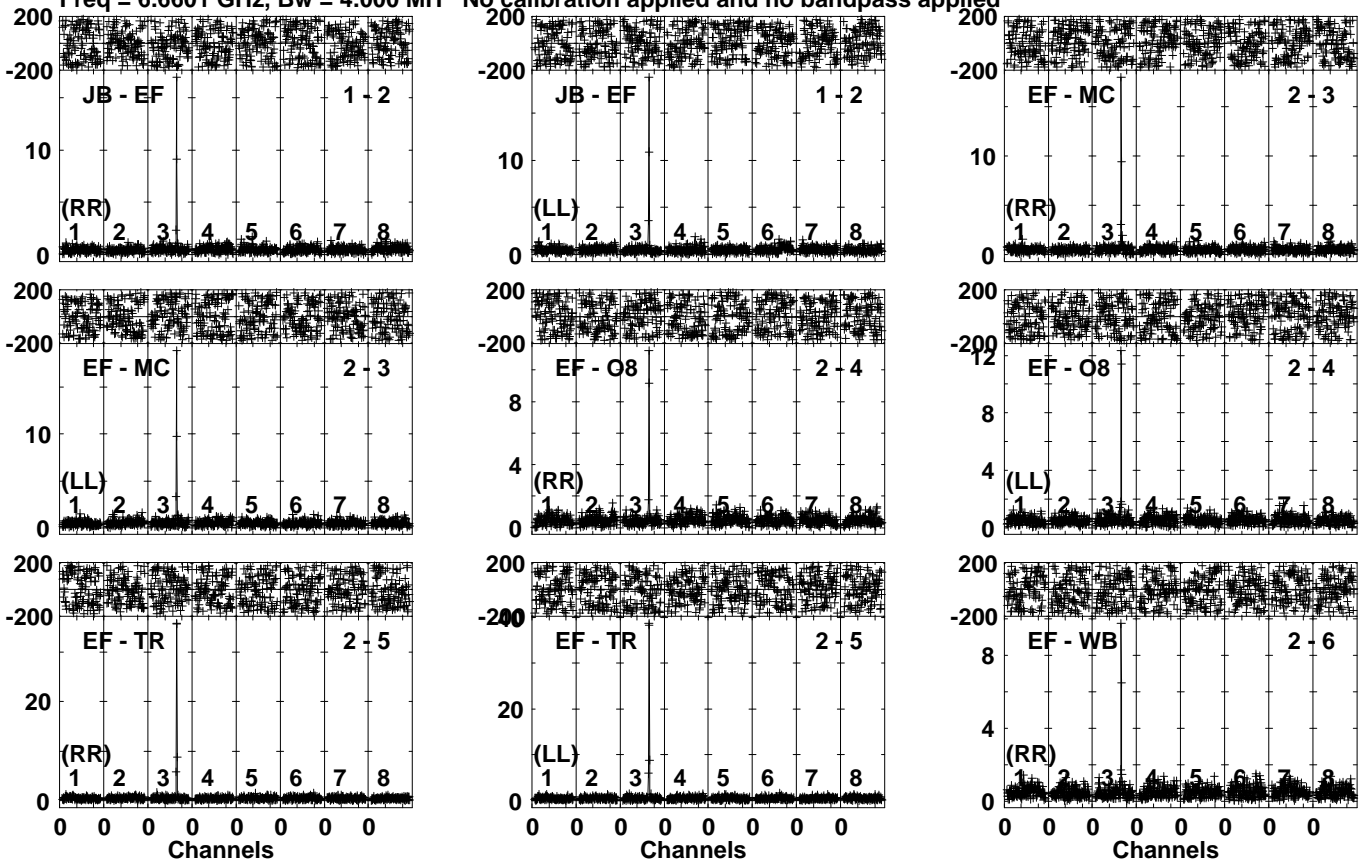 Freq = 6.6601 GHz, Bw = 4.000 MH No calibration applied and no bandpass applied
200 200 200
-200 -200 -200
JB - EF 1 - 2 JB - EF 1 - 2 EF - MC 2 - 3
10 10 10
(RR) (LL) (RR)
1 2 3 4 5 6 7 8 1 2 3 4 5 6 7 8 1 2 3 4 5 6 7 8
0 0 0
200 200 200
-200 -200 -200
EF - MC 2 - 3 EF - O8 2 - 4 EF - O8 2 - 4
12
10 8 8
4 4
(LL) (RR) (LL)
1 2 3 4 5 6 7 8 1 2 3 4 5 6 7 8 1 2 3 4 5 6 7 8
0 0 0
200 200 200
-200 -200 -200
40
EF - TR 2 - 5 EF - TR 2 - 5 EF - WB 2 - 6
8
20 20 4
(RR) (LL) (RR)
1 2 3 4 5 6 7 8 1 2 3 4 5 6 7 8 1 2 3 4 5 6 7 8
0 0 0
0 0 0 0 0 0 0 0 0 0 0 0 0 0 0 0 0 0 0 0 0 0 0 0
Channels Channels Channels